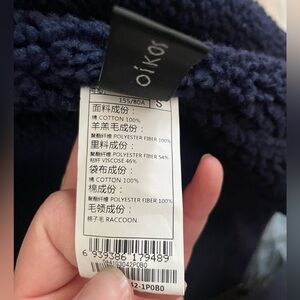 oikos
155/80A S
面料成份：
棉 COTTON 100%
羊羔毛成份：
聚酯纤维 POLYESTER FIBER 100%
里料成份：
聚酯纤维 POLYESTER FIBER 54%
粘纤 VISCOSE 46%
袋布成份：
棉 COTTON 100%
棉成份：
聚酯纤维 POLYESTER FIBER 100%
毛领成份：
貉子毛 RACCOON
6 939386 179489
42-1P0B0